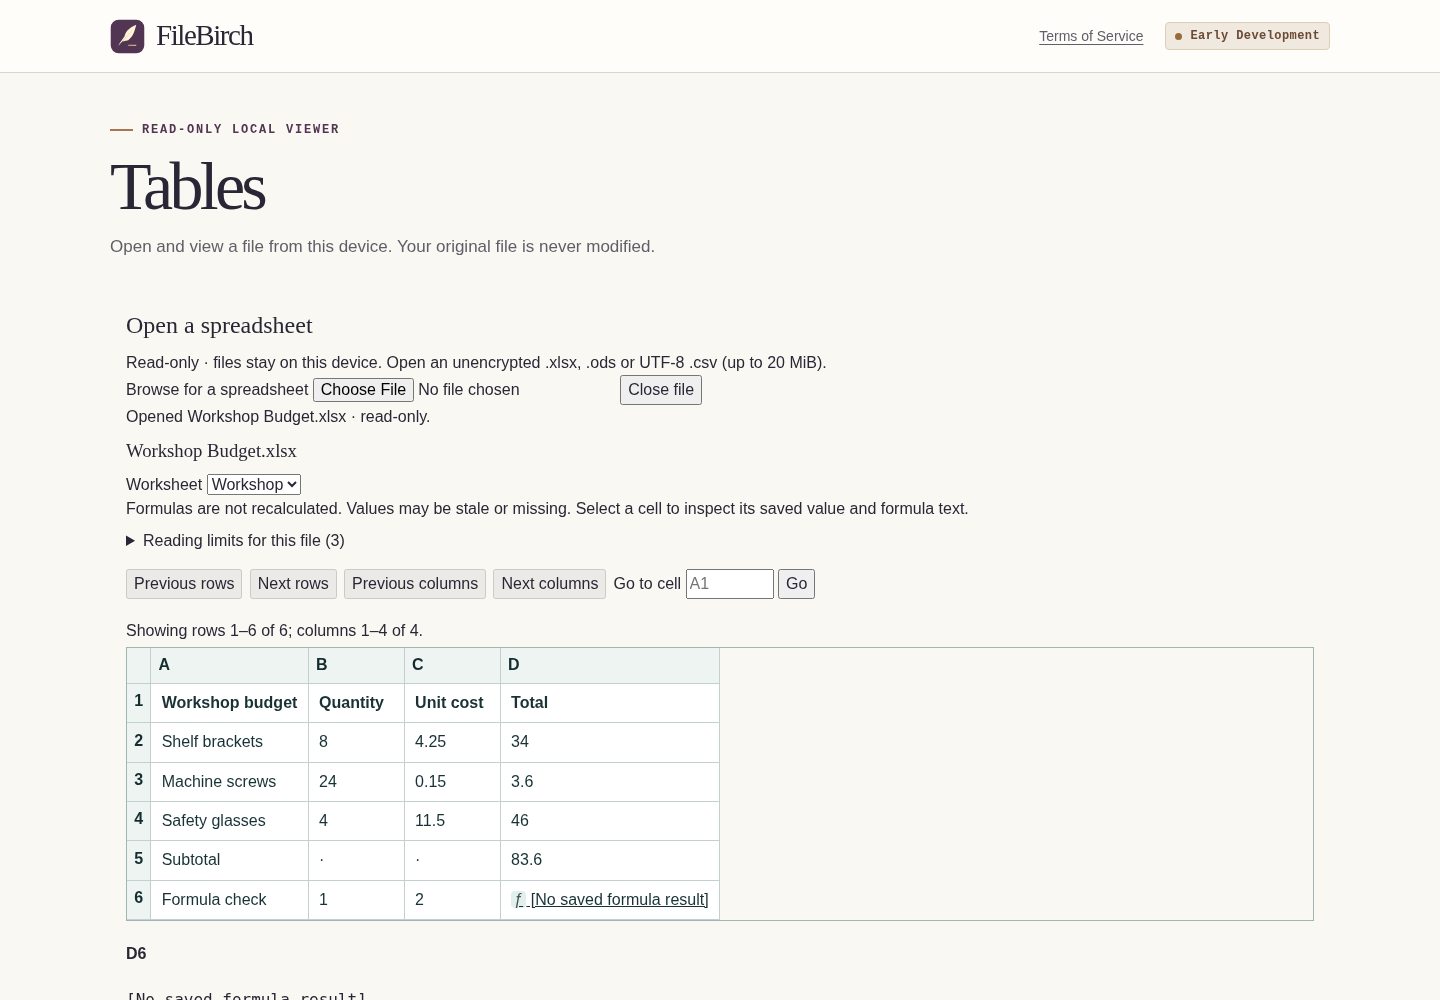 FileBirch
Terms of Service
Early Development
READ-ONLY LOCAL VIEWER
Tables
Open and view a file from this device. Your original file is never modified.
Open a spreadsheet
Read-only · files stay on this device. Open an unencrypted .xlsx, .ods or UTF-8 .csv (up to 20 MiB).
Browse for a spreadsheet Choose File No file chosen Close file
Opened Workshop Budget.xlsx · read-only.
Workshop Budget.xlsx
Worksheet Workshop
Formulas are not recalculated. Values may be stale or missing. Select a cell to inspect its saved value and formula text.
Reading limits for this file (3)
Previous rows Next rows Previous columns Next columns Go to cell A1 Go
Showing rows 1–6 of 6; columns 1–4 of 4.
A B C D
1 Workshop budget Quantity Unit cost Total
2 Shelf brackets 8 4.25 34
3 Machine screws 24 0.15 3.6
4 Safety glasses 4 11.5 46
5 Subtotal · · 83.6
6 Formula check 1 2 ƒ [No saved formula result]
D6
[No saved formula result]